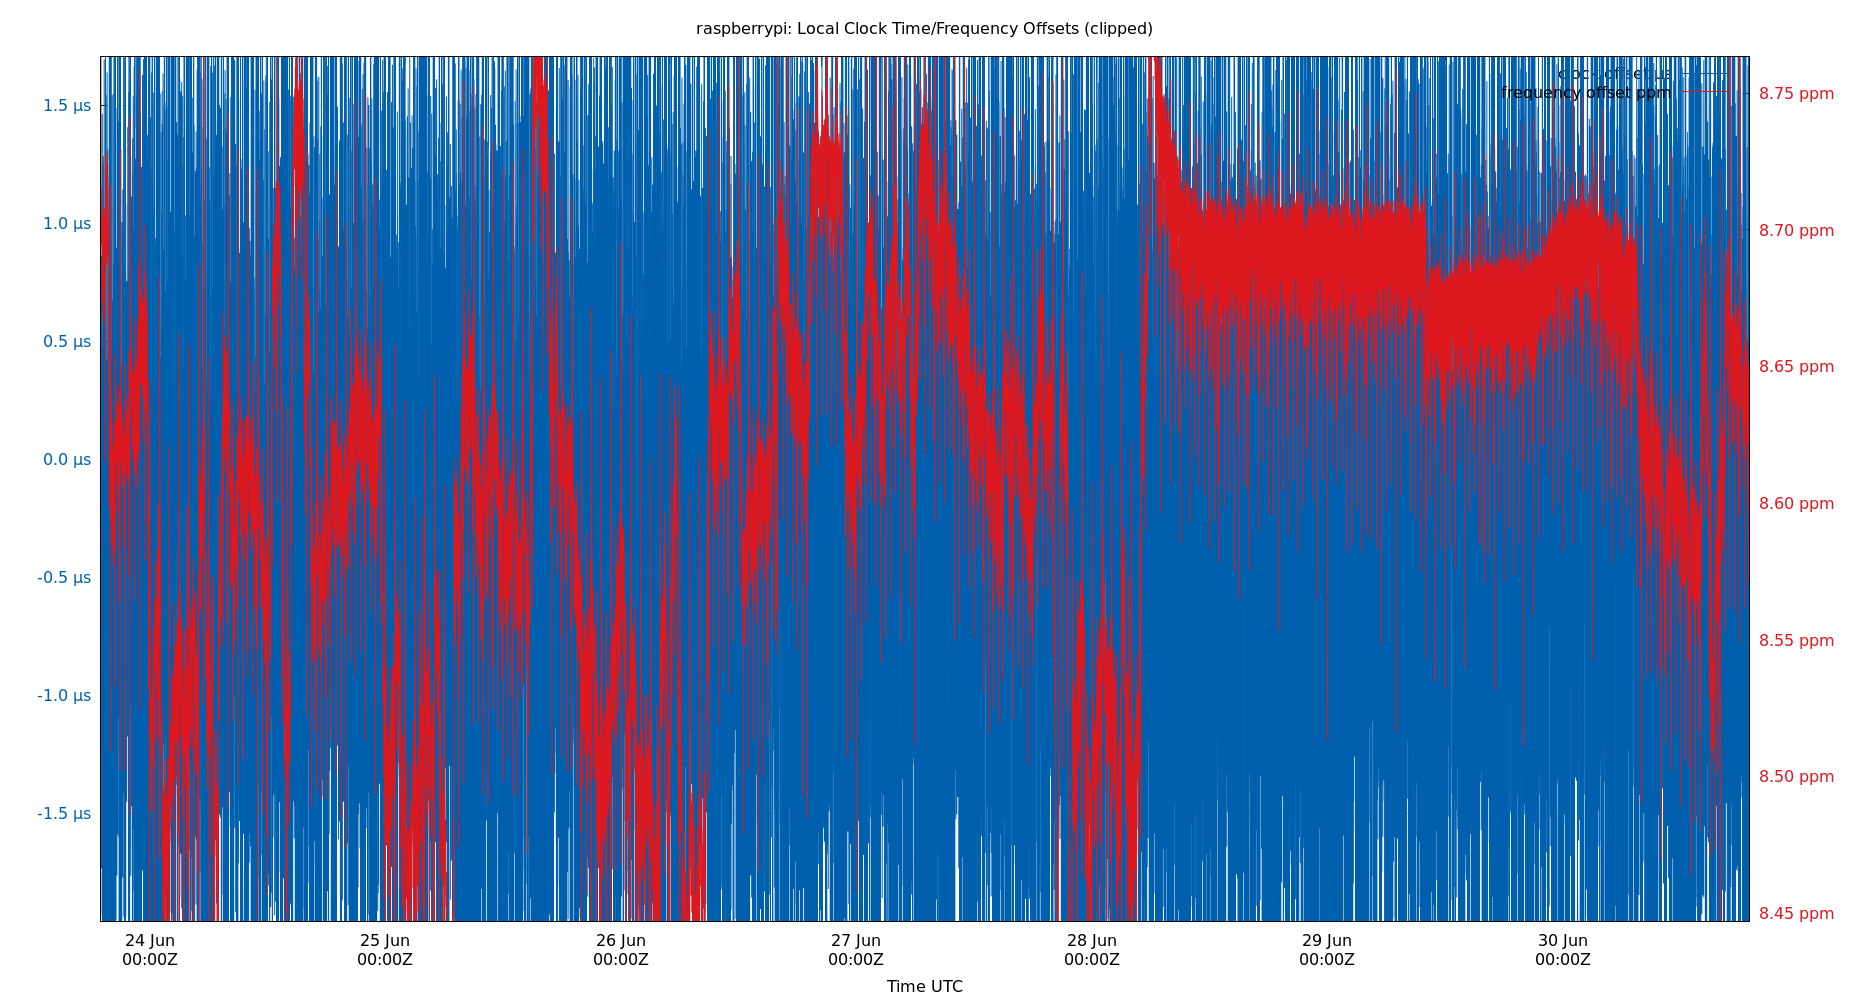 raspberrypi: Local Clock Time/Frequency Offsets (clipped)
clock offset μs
frequency offset ppm
1.5 μs
1.0 μs
0.5 μs
0.0 μs
-0.5 μs
-1.0 μs
-1.5 μs
8.75 ppm
8.70 ppm
8.65 ppm
8.60 ppm
8.55 ppm
8.50 ppm
8.45 ppm
24 Jun
00:00Z
25 Jun
00:00Z
26 Jun
00:00Z
27 Jun
00:00Z
28 Jun
00:00Z
29 Jun
00:00Z
30 Jun
00:00Z
Time UTC